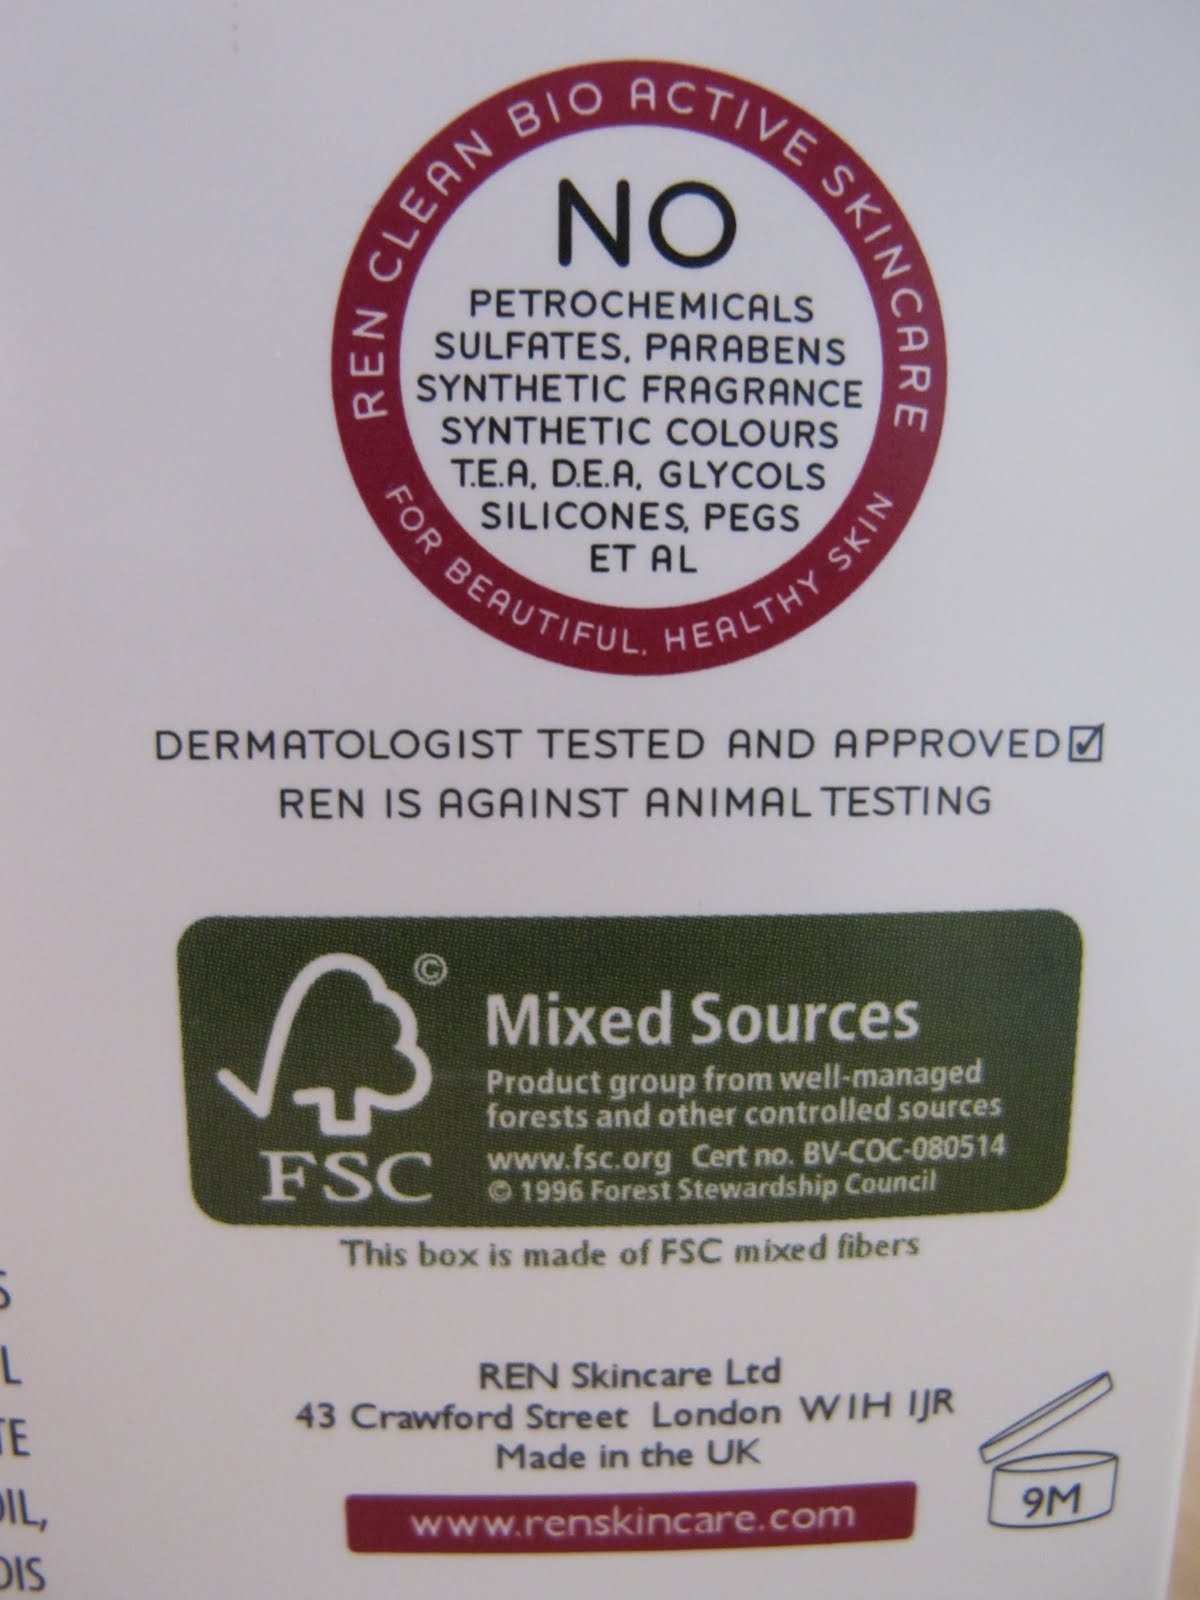 REN CLEAN BIO ACTIVE SKINCARE
NO
PETROCHEMICALS
SULFATES, PARABENS
SYNTHETIC FRAGRANCE
SYNTHETIC COLOURS
T.E.A, D.E.A, GLYCOLS
SILICONES, PEGS
ET AL
FOR BEAUTIFUL, HEALTHY SKIN
DERMATOLOGIST TESTED AND APPROVED☑
REN IS AGAINST ANIMAL TESTING
©
FSC
Mixed Sources
Product group from well-managed
forests and other controlled sources
www.fsc.org Cert no. BV-COC-080514
© 1996 Forest Stewardship Council
This box is made of FSC mixed fibers
REN Skincare Ltd
43 Crawford Street London W1H 1JR
Made in the UK
www.renskincare.com
9M